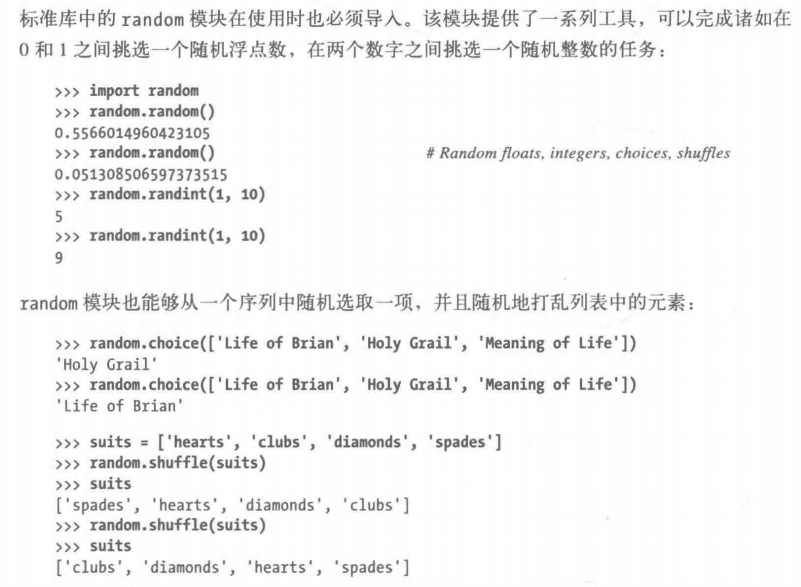 标准库中的 random 模块在使用时也必须导入。该模块提供了一系列工具，可以完成诸如在
0 和 1 之间挑选一个随机浮点数，在两个数字之间挑选一个随机整数的任务：
>>> import random
>>> random.random()
0.5566014960423105
>>> random.random() # Random floats, integers, choices, shuffles
0.051308506597373515
>>> random.randint(1, 10)
5
>>> random.randint(1, 10)
9
random 模块也能够从一个序列中随机选取一项，并且随机地打乱列表中的元素：
>>> random.choice(['Life of Brian', 'Holy Grail', 'Meaning of Life'])
'Holy Grail'
>>> random.choice(['Life of Brian', 'Holy Grail', 'Meaning of Life'])
'Life of Brian'
>>> suits = ['hearts', 'clubs', 'diamonds', 'spades']
>>> random.shuffle(suits)
>>> suits
['spades', 'hearts', 'diamonds', 'clubs']
>>> random.shuffle(suits)
>>> suits
['clubs', 'diamonds', 'hearts', 'spades']